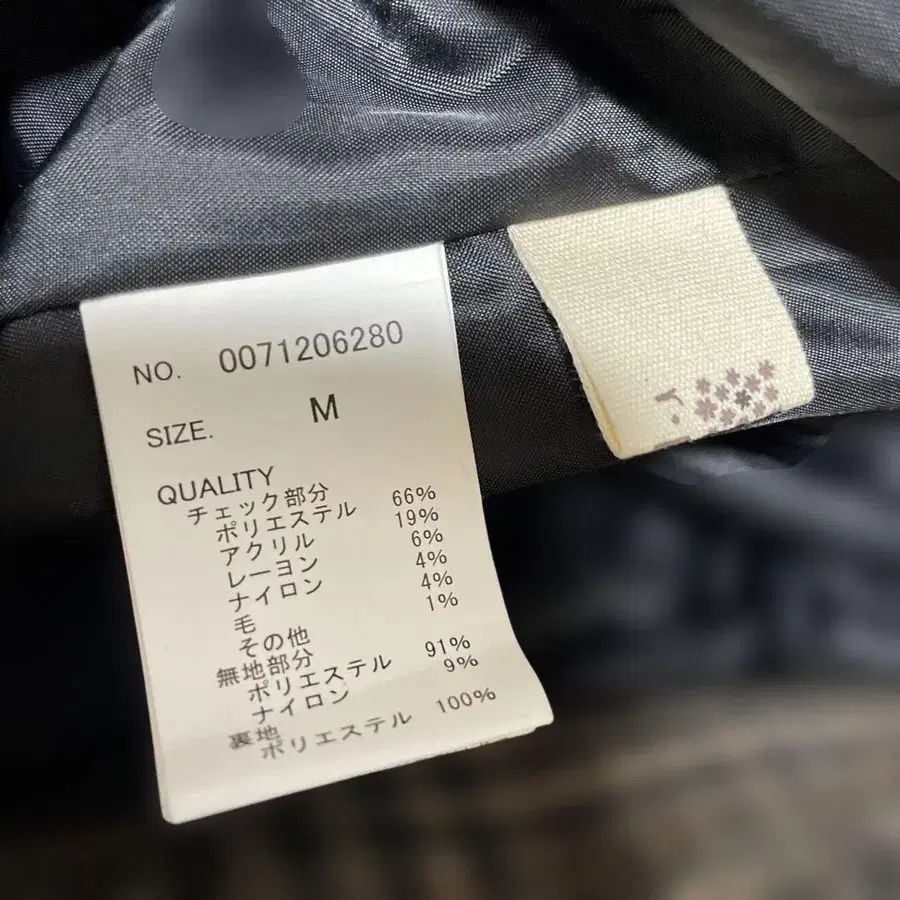 NO. 0071206280
SIZE. M
QUALITY
チェック部分
ポリエステル 66%
アクリル 19%
レーヨン 6%
ナイロン 4%
毛 4%
その他 1%
無地部分
ポリエステル 91%
ナイロン 9%
裏地
ポリエステル 100%